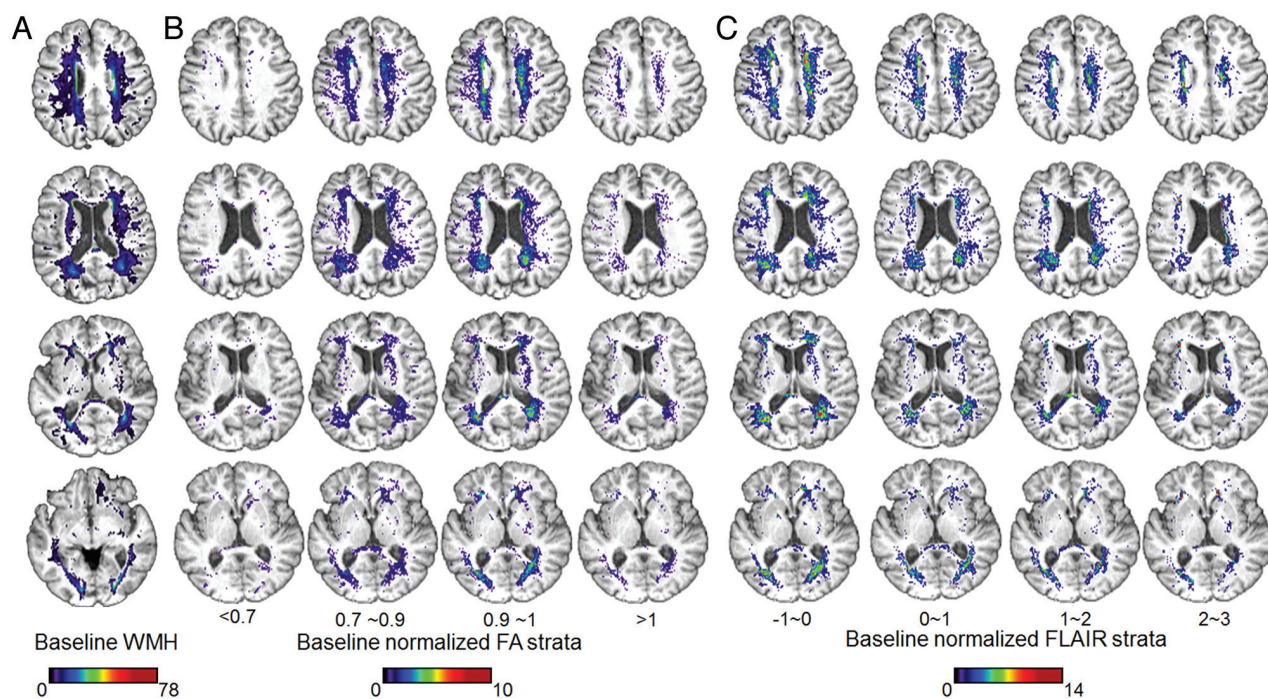 A B C
<0.7 0.7 ~0.9 0.9 ~1 >1 -1~0 0~1 1~2 2~3
Baseline WMH Baseline normalized FA strata Baseline normalized FLAIR strata
0 78 0 10 0 14